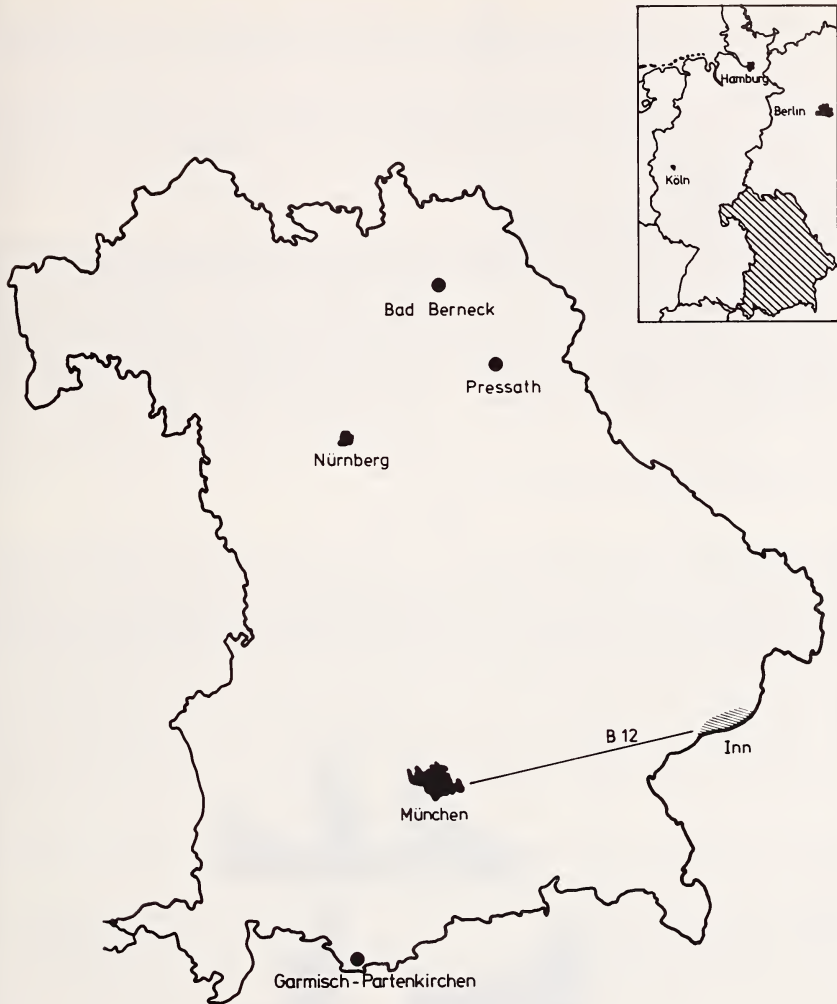 Hamburg
Berlin
Köln
Bad Berneck
Pressath
Nürnberg
B 12
Inn
München
Garmisch-Partenkirchen